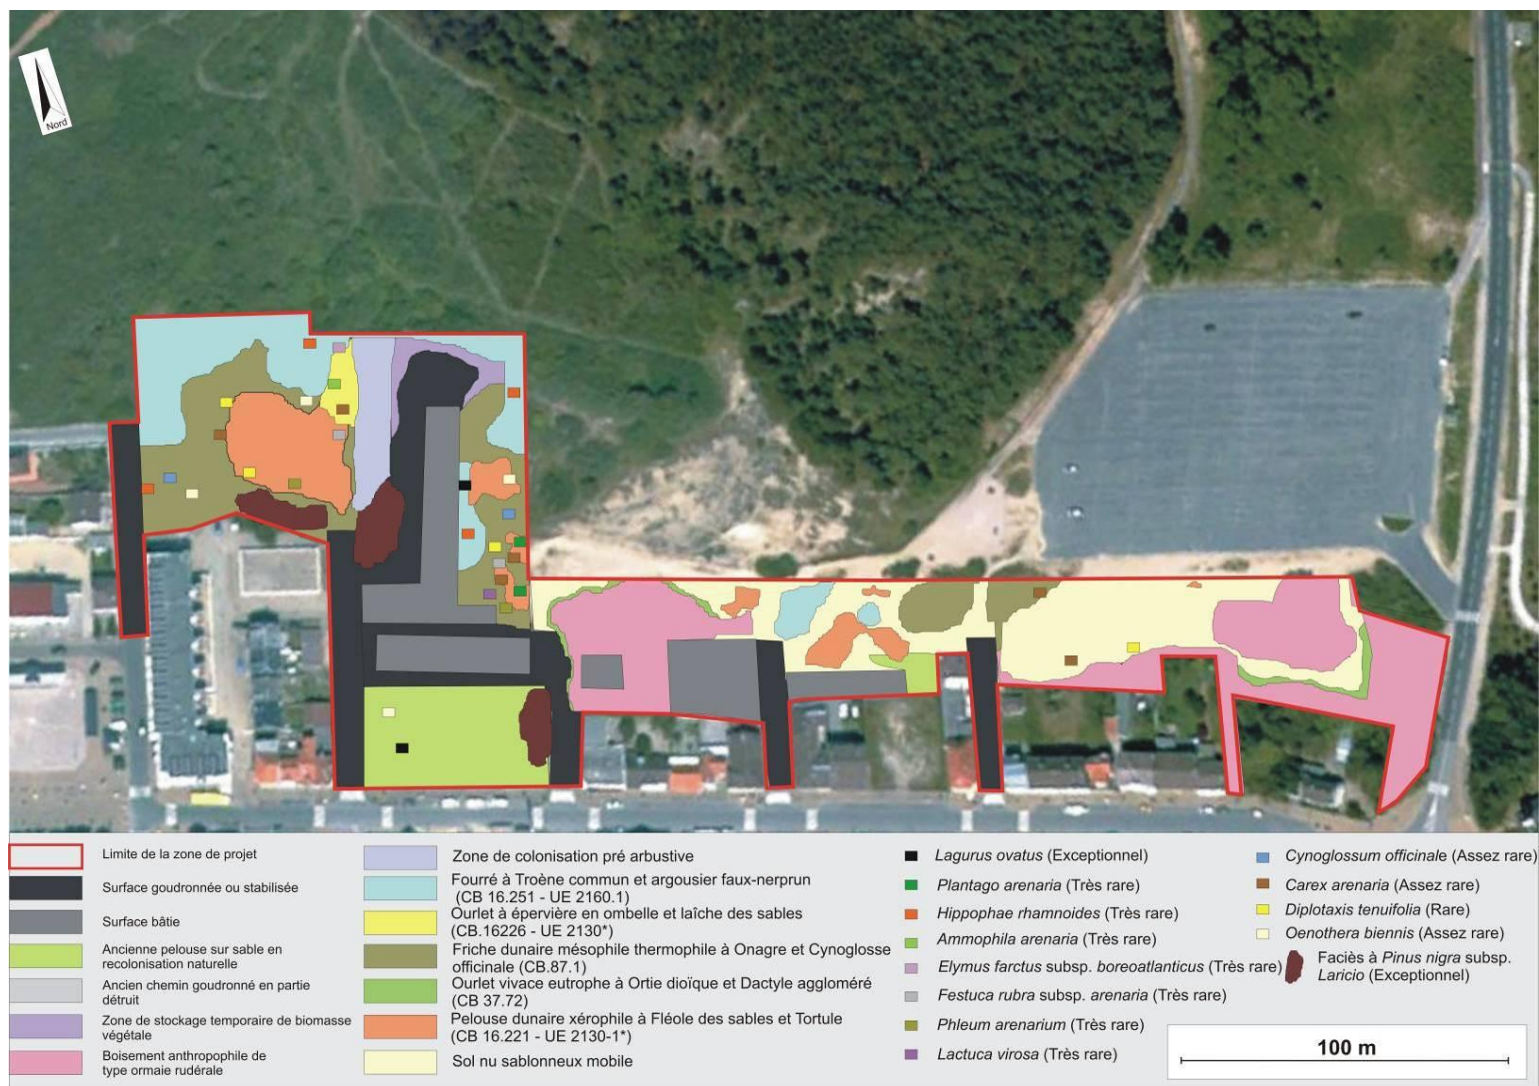 Nord
Limite de la zone de projet
Surface goudronnée ou stabilisée
Surface bâtie
Ancienne pelouse sur sable en
recolonisation naturelle
Ancien chemin goudronné en partie
détruit
Zone de stockage temporaire de biomasse
végétale
Boisement anthropophile de
type ormaie rudérale
Zone de colonisation pré arbustive
Fourré à Troène commun et argousier faux-nerprun
(CB 16.251 - UE 2160.1)
Ourlet à épervière en ombelle et laîche des sables
(CB.16226 - UE 2130*)
Friche dunaire mésophile thermophile à Onagre et Cynoglosse
officinale (CB.87.1)
Ourlet vivace eutrophe à Ortie dioïque et Dactyle aggloméré
(CB 37.72)
Pelouse dunaire xérophile à Fléole des sables et Tortule
(CB 16.221 - UE 2130-1*)
Sol nu sablonneux mobile
Lagurus ovatus (Exceptionnel)
Plantago arenaria (Très rare)
Hippophae rhamnoides (Très rare)
Ammophila arenaria (Très rare)
Elymus farctus subsp. boreoatlanticus (Très rare)
Festuca rubra subsp. arenaria (Très rare)
Phleum arenarium (Très rare)
Lactuca virosa (Très rare)
Cynoglossum officinale (Assez rare)
Carex arenaria (Assez rare)
Diplotaxis tenuifolia (Rare)
Oenothera biennis (Assez rare)
Faciès à Pinus nigra subsp.
Laricio (Exceptionnel)
100 m